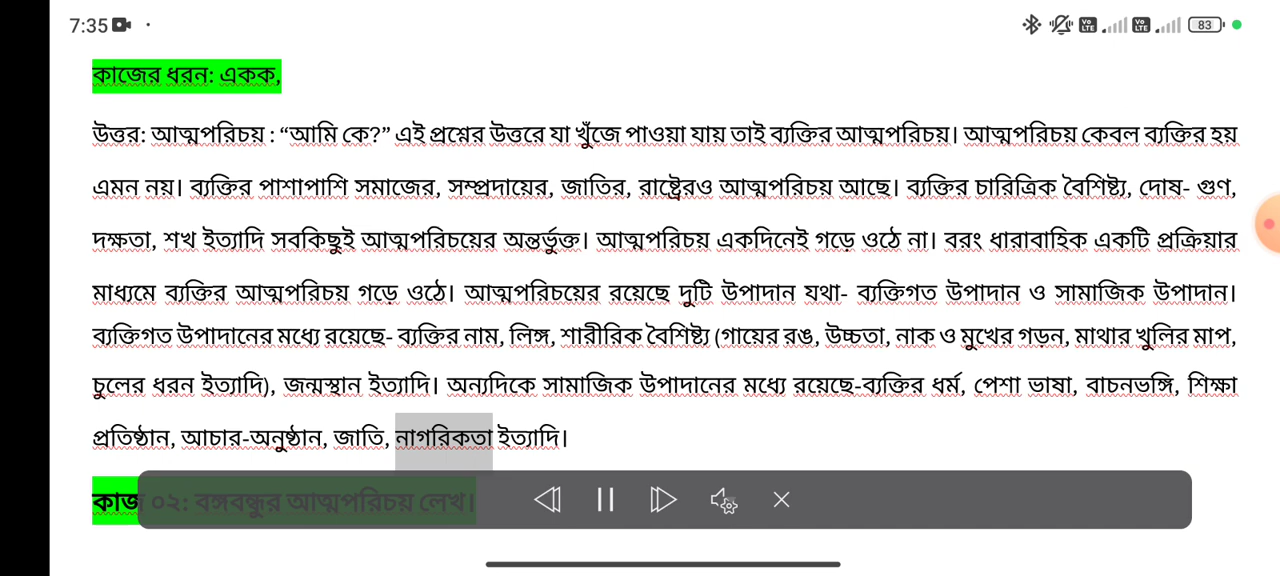 7:35
83
কাজের ধরন: একক,
উত্তর: আত্মপরিচয় : “আমি কে?” এই প্রশ্নের উত্তরে যা খুঁজে পাওয়া যায় তাই ব্যক্তির আত্মপরিচয়। আত্মপরিচয় কেবল ব্যক্তির হয়
এমন নয়। ব্যক্তির পাশাপাশি সমাজের, সম্প্রদায়ের, জাতির, রাষ্ট্রেরও আত্মপরিচয় আছে। ব্যক্তির চারিত্রিক বৈশিষ্ট্য, দোষ- গুণ,
দক্ষতা, শখ ইত্যাদি সবকিছুই আত্মপরিচয়ের অন্তর্ভুক্ত। আত্মপরিচয় একদিনেই গড়ে ওঠে না। বরং ধারাবাহিক একটি প্রক্রিয়ার
মাধ্যমে ব্যক্তির আত্মপরিচয় গড়ে ওঠে। আত্মপরিচয়ের রয়েছে দুটি উপাদান যথা- ব্যক্তিগত উপাদান ও সামাজিক উপাদান।
ব্যক্তিগত উপাদানের মধ্যে রয়েছে- ব্যক্তির নাম, লিঙ্গ, শারীরিক বৈশিষ্ট্য (গায়ের রঙ, উচ্চতা, নাক ও মুখের গড়ন, মাথার খুলির মাপ,
চুলের ধরন ইত্যাদি), জন্মস্থান ইত্যাদি। অন্যদিকে সামাজিক উপাদানের মধ্যে রয়েছে-ব্যক্তির ধর্ম, পেশা ভাষা, বাচনভঙ্গি, শিক্ষা
প্রতিষ্ঠান, আচার-অনুষ্ঠান, জাতি, নাগরিকতা ইত্যাদি।
কাজ ০২: বঙ্গবন্ধুর আত্মপরিচয় লেখ।